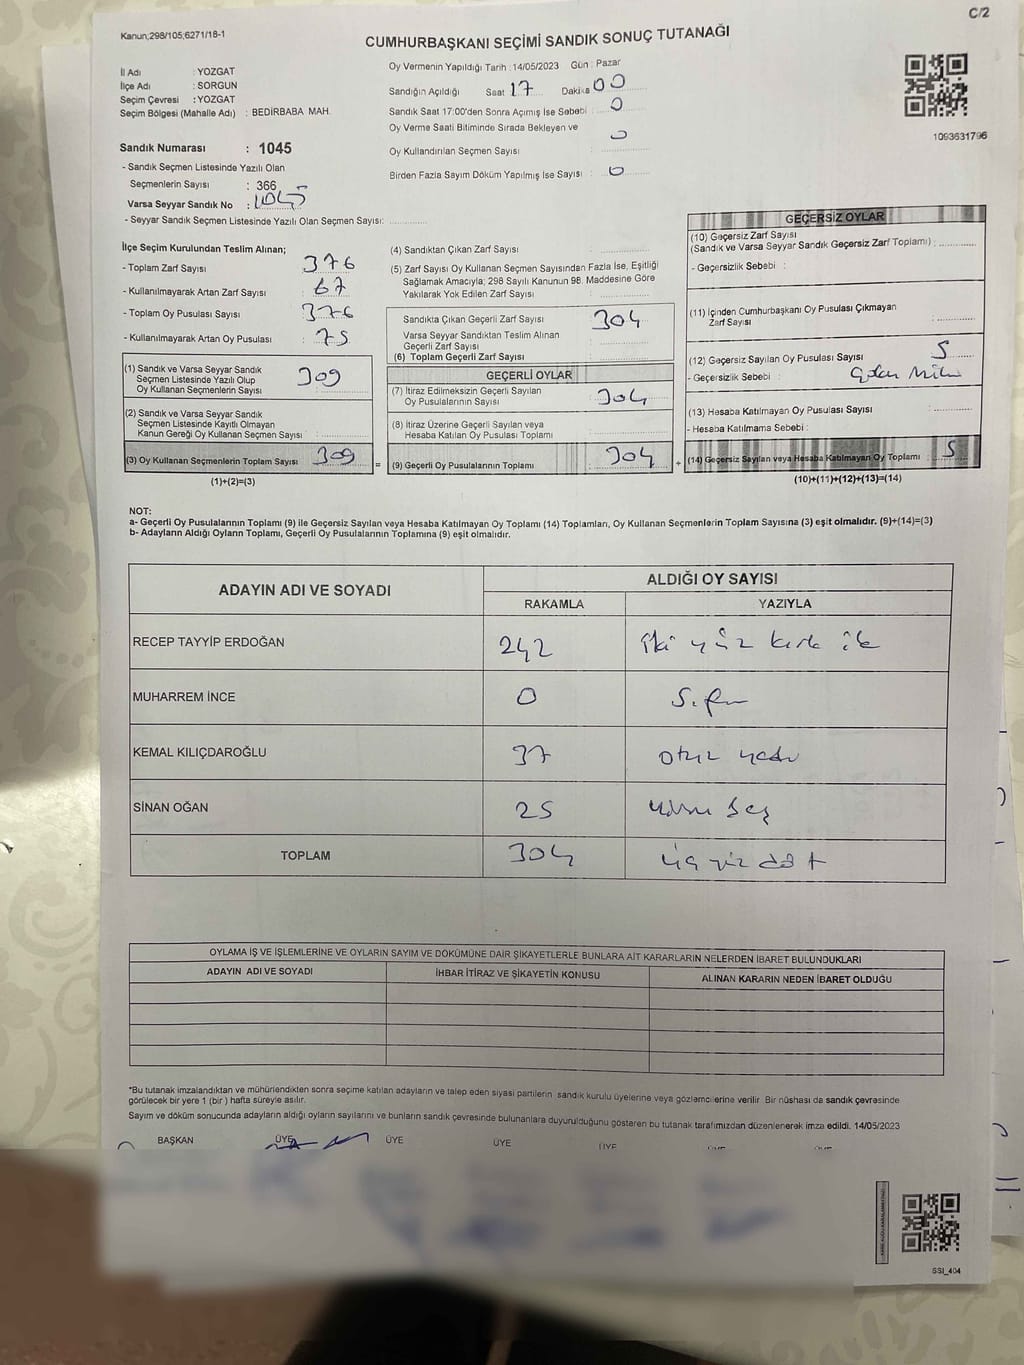 C/2
Kanun;298/105;6271/18-1
CUMHURBAŞKANI SEÇİMİ SANDIK SONUÇ TUTANAĞI
İl Adı : YOZGAT
İlçe Adı : SORGUN
Seçim Çevresi : YOZGAT
Seçim Bölgesi (Mahalle Adı) : BEDİRBABA MAH.
Oy Vermenin Yapıldığı Tarih :14/05/2023 Gün : Pazar
Sandığın Açıldığı Saat 17 Dakika 00
Sandık Saat 17:00'den Sonra Açımış İse Sebebi : 0
Oy Verme Saati Bitiminde Sırada Bekleyen ve
Oy Kullandırılan Seçmen Sayısı : 0
Birden Fazla Sayım Döküm Yapılmış İse Sayısı : 0
1093631796
Sandık Numarası : 1045
- Sandık Seçmen Listesinde Yazılı Olan
Seçmenlerin Sayısı : 366
Varsa Seyyar Sandık No : 1045
- Seyyar Sandık Seçmen Listesinde Yazılı Olan Seçmen Sayısı:
İlçe Seçim Kurulundan Teslim Alınan;
- Toplam Zarf Sayısı : 376
- Kullanılmayarak Artan Zarf Sayısı : 67
- Toplam Oy Pusulası Sayısı : 376
- Kullanılmayarak Artan Oy Pusulası : 75
(1) Sandık ve Varsa Seyyar Sandık
Seçmen Listesinde Yazılı Olup
Oy Kullanan Seçmenlerin Sayısı : 309
(2) Sandık ve Varsa Seyyar Sandık
Seçmen Listesinde Kayıtlı Olmayan
Kanun Gereği Oy Kullanan Seçmen Sayısı :
(3) Oy Kullanan Seçmenlerin Toplam Sayısı : 309
(1)+(2)=(3)
(4) Sandıktan Çıkan Zarf Sayısı :
(5) Zarf Sayısı Oy Kullanan Seçmen Sayısından Fazla İse, Eşitliği
Sağlamak Amacıyla; 298 Sayılı Kanunun 98. Maddesine Göre
Yakılarak Yok Edilen Zarf Sayısı :
Sandıkta Çıkan Geçerli Zarf Sayısı : 304
Varsa Seyyar Sandıktan Teslim Alınan
Geçerli Zarf Sayısı :
(6) Toplam Geçerli Zarf Sayısı :
GEÇERLİ OYLAR
(7) İtiraz Edilmeksizin Geçerli Sayılan
Oy Pusulalarının Sayısı : 304
(8) İtiraz Üzerine Geçerli Sayılan veya
Hesaba Katılan Oy Pusulası Toplamı :
= (9) Geçerli Oy Pusulalarının Toplamı : 304
GEÇERSİZ OYLAR
(10) Geçersiz Zarf Sayısı
(Sandık ve Varsa Seyyar Sandık Geçersiz Zarf Toplamı) :
- Geçersizlik Sebebi :
(11) İçinden Cumhurbaşkanı Oy Pusulası Çıkmayan
Zarf Sayısı :
(12) Geçersiz Sayılan Oy Pusulası Sayısı : 5
- Geçersizlik Sebebi :
(13) Hesaba Katılmayan Oy Pusulası Sayısı :
- Hesaba Katılmama Sebebi :
+ (14) Geçersiz Sayılan veya Hesaba Katılmayan Oy Toplamı : 5
(10)+(11)+(12)+(13)=(14)
NOT:
a- Geçerli Oy Pusulalarının Toplamı (9) ile Geçersiz Sayılan veya Hesaba Katılmayan Oy Toplamı (14) Toplamları, Oy Kullanan Seçmenlerin Toplam Sayısına (3) eşit olmalıdır. (9)+(14)=(3)
b- Adayların Aldığı Oyların Toplamı, Geçerli Oy Pusulalarının Toplamına (9) eşit olmalıdır.
ADAYIN ADI VE SOYADI ALDIĞI OY SAYISI
RAKAMLA YAZIYLA
RECEP TAYYİP ERDOĞAN 242 iki yüz kırk iki
MUHARREM İNCE 0 Sıfır
KEMAL KILIÇDAROĞLU 37 otuz yedi
SİNAN OĞAN 25 yirmi beş
TOPLAM 304 üç yüz dört
OYLAMA İŞ VE İŞLEMLERİNE VE OYLARIN SAYIM VE DÖKÜMÜNE DAİR ŞİKAYETLERLE BUNLARA AİT KARARLARIN NELERDEN İBARET BULUNDUKLARI
ADAYIN ADI VE SOYADI İHBAR İTİRAZ VE ŞİKAYETİN KONUSU ALINAN KARARIN NEDEN İBARET OLDUĞU
*Bu tutanak imzalandıktan ve mühürlendikten sonra seçime katılan adayların ve talep eden siyasi partilerin sandık kurulu üyelerine veya gözlemcilerine verilir. Bir nüshası da sandık çevresinde
görülecek bir yere 1 (bir ) hafta süreyle asılır.
Sayım ve döküm sonucunda adayların aldığı oyların sayılarını ve bunların sandık çevresinde bulunanlara duyurulduğunu gösteren bu tutanak tarafımızdan düzenlenerek imza edildi. 14/05/2023
BAŞKAN ÜYE ÜYE ÜYE ÜYE
SSI_404